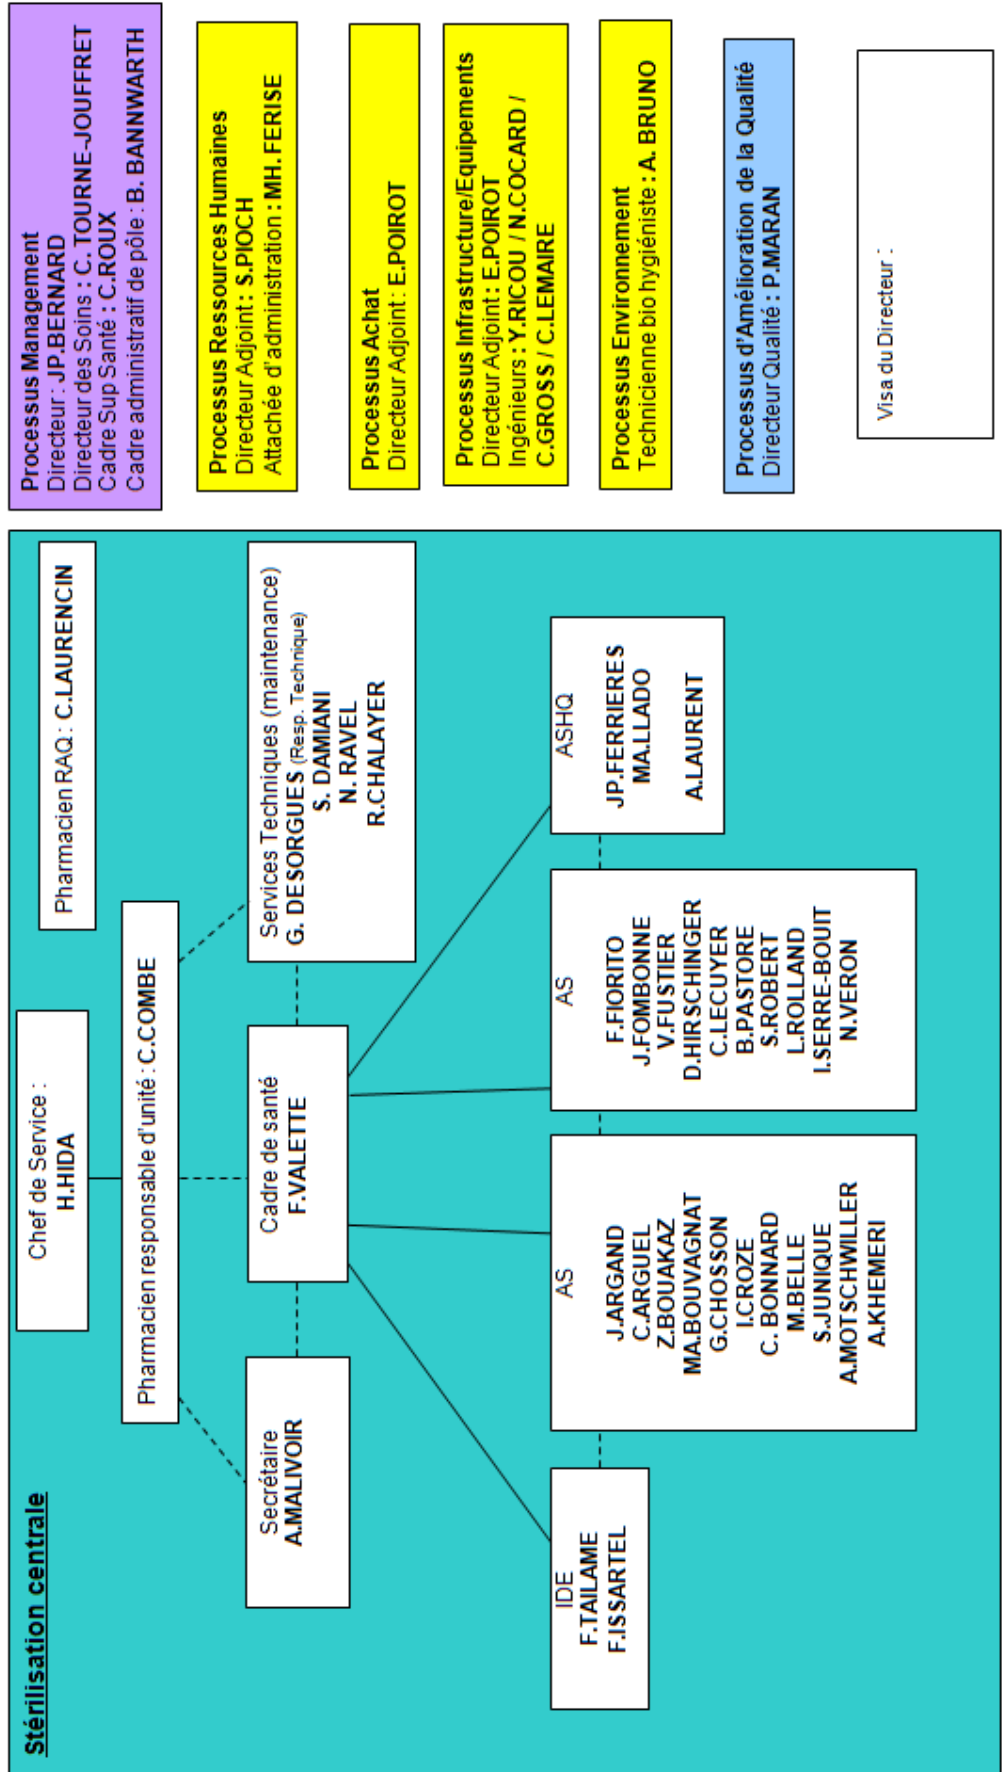 Stérilisation centrale
Chef de Service :
H.HIDA
Pharmacien RAQ : C.LAURENCIN
Pharmacien responsable d'unité : C.COMBE
Secrétaire
A.MALIVOIR
Cadre de santé
F.VALETTE
Services Techniques (maintenance)
G. DESORGUES (Resp. Technique)
S. DAMIANI
N. RAVEL
R.CHALAYER
IDE
F.TAILAME
F.ISSARTEL
AS
J.ARGAND
C.ARGUEL
Z.BOUAKAZ
MA.BOUVAGNAT
G.CHOSSON
I.CROZE
C. BONNARD
M.BELLE
S.JUNIQUE
A.MOTSCHWILLER
A.KHEMERI
AS
F.FIORITO
J.FOMBONNE
V.FUSTIER
D.HIRSCHINGER
C.LECUYER
B.PASTORE
S.ROBERT
L.ROLLAND
I.SERRE-BOUIT
N.VERON
ASHQ
JP.FERRIERES
MA.LLADO
A.LAURENT
Processus Management
Directeur : JP.BERNARD
Directeur des Soins : C. TOURNE-JOUFFRET
Cadre Sup Santé : C.ROUX
Cadre administratif de pôle : B. BANNWARTH
Processus Ressources Humaines
Directeur Adjoint : S.PIOCH
Attachée d'administration : MH. FERISE
Processus Achat
Directeur Adjoint : E.POIROT
Processus Infrastructure/Equipements
Directeur Adjoint : E.POIROT
Ingénieurs : Y.RICOU / N.COCARD /
C.GROSS / C.LEMAIRE
Processus Environnement
Technicienne bio hygiéniste : A. BRUNO
Processus d'Amélioration de la Qualité
Directeur Qualité : P.MARAN
Visa du Directeur :